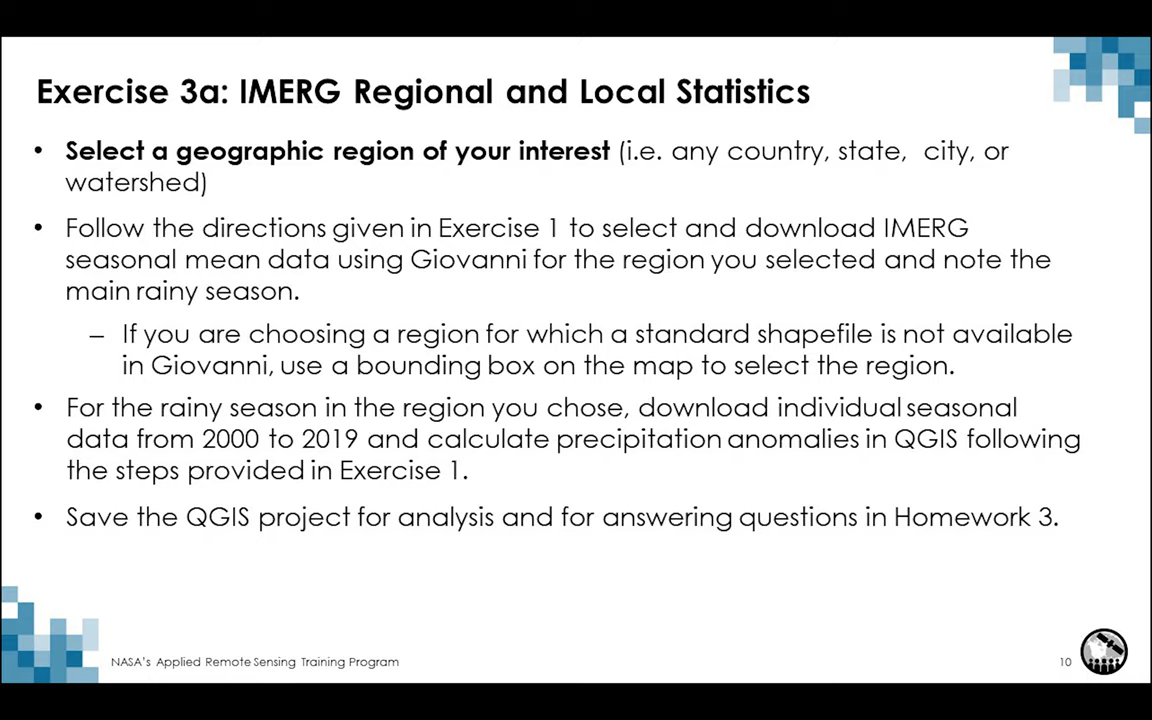 Exercise 3a: IMERG Regional and Local Statistics
• Select a geographic region of your interest (i.e. any country, state, city, or
watershed)
• Follow the directions given in Exercise 1 to select and download IMERG
seasonal mean data using Giovanni for the region you selected and note the
main rainy season.
– If you are choosing a region for which a standard shapefile is not available
in Giovanni, use a bounding box on the map to select the region.
• For the rainy season in the region you chose, download individual seasonal
data from 2000 to 2019 and calculate precipitation anomalies in QGIS following
the steps provided in Exercise 1.
• Save the QGIS project for analysis and for answering questions in Homework 3.
NASA's Applied Remote Sensing Training Program
10